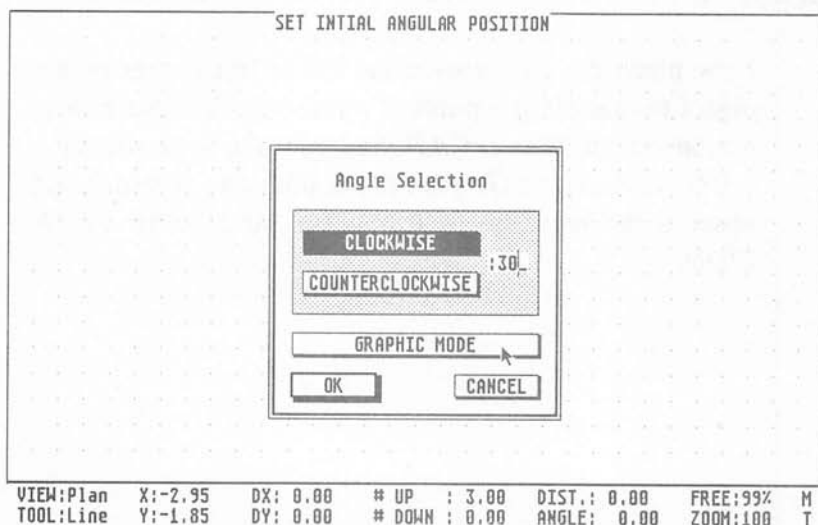 SET INTIAL ANGULAR POSITION
Angle Selection
CLOCKWISE
:30_
COUNTERCLOCKWISE
GRAPHIC MODE
OK CANCEL
VIEW:Plan X:-2.95 DX: 0.00 # UP : 3.00 DIST.: 0.00 FREE:99% M
TOOL:Line Y:-1.85 DY: 0.00 # DOWN : 0.00 ANGLE: 0.00 ZOOM:100 T